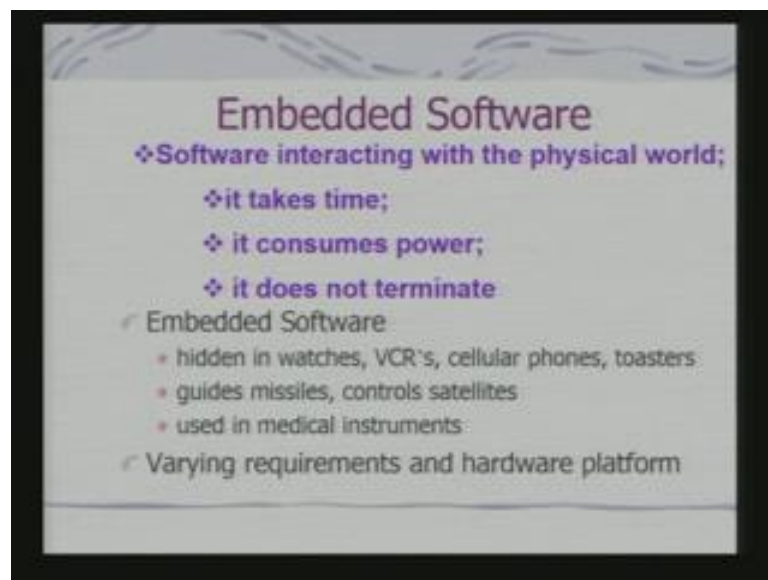 Embedded Software
❖Software interacting with the physical world;
❖it takes time;
❖ it consumes power;
❖ it does not terminate
Embedded Software
• hidden in watches, VCR`s, cellular phones, toasters
• guides missiles, controls satellites
• used in medical instruments
Varying requirements and hardware platform